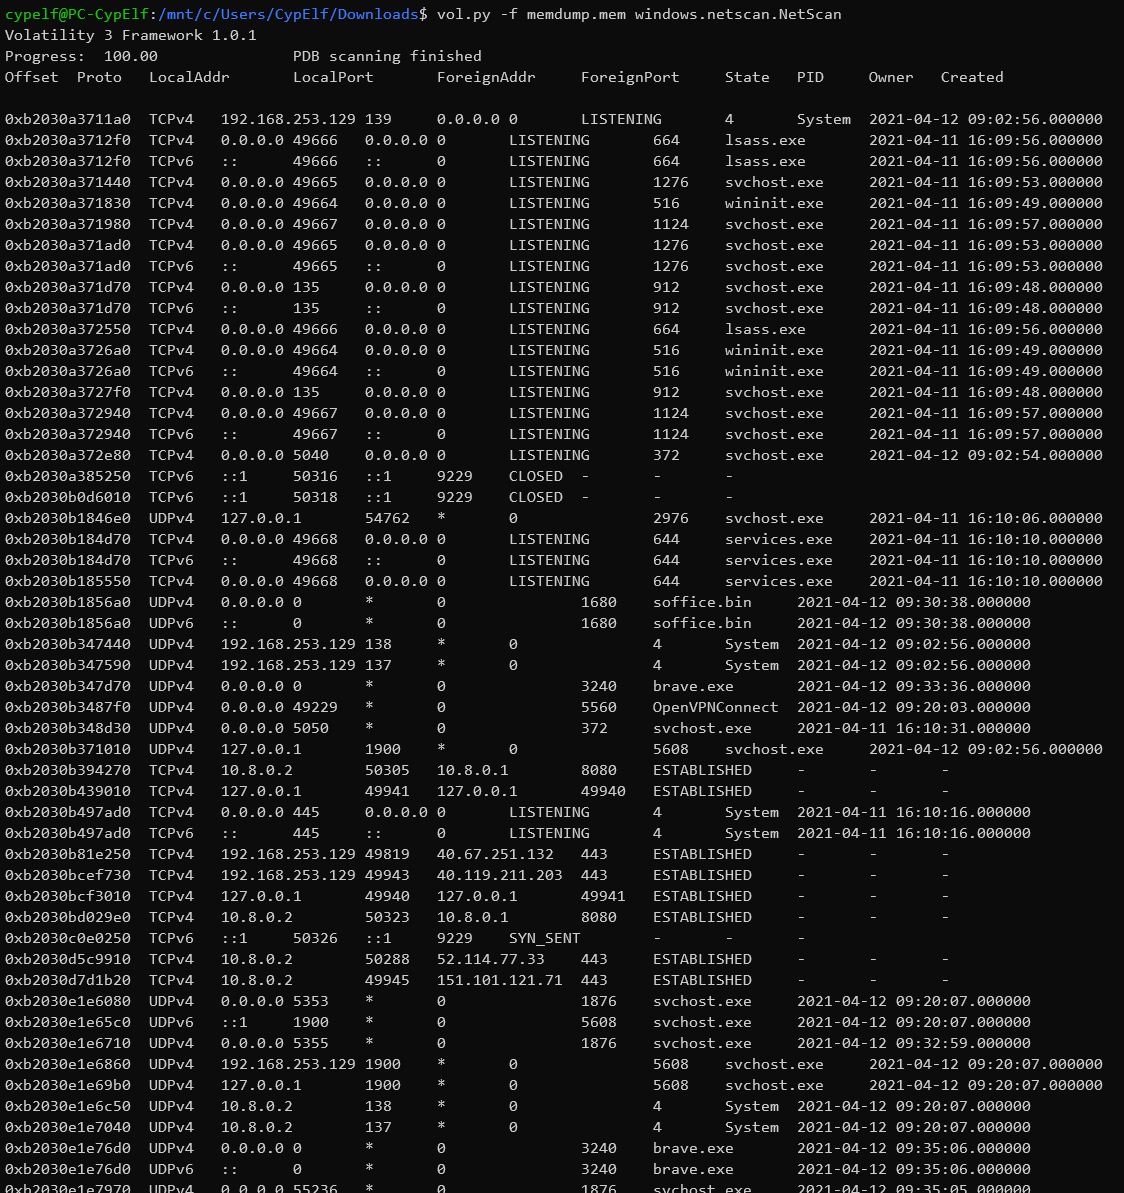 cypelf@PC-CypElf:/mnt/c/Users/CypElf/Downloads$ vol.py -f memdump.mem windows.netscan.NetScan
Volatility 3 Framework 1.0.1
Progress:  100.00               PDB scanning finished
Offset  Proto   LocalAddr       LocalPort       ForeignAddr     ForeignPort     State   PID     Owner   Created
0xb2030a3711a0  TCPv4   192.168.253.129 139     0.0.0.0 0       LISTENING       4       System  2021-04-12 09:02:56.000000
0xb2030a3712f0  TCPv4   0.0.0.0 49666   0.0.0.0 0       LISTENING       664     lsass.exe       2021-04-11 16:09:56.000000
0xb2030a3712f0  TCPv6   ::      49666   ::      0       LISTENING       664     lsass.exe       2021-04-11 16:09:56.000000
0xb2030a371440  TCPv4   0.0.0.0 49665   0.0.0.0 0       LISTENING       1276    svchost.exe     2021-04-11 16:09:53.000000
0xb2030a371830  TCPv4   0.0.0.0 49664   0.0.0.0 0       LISTENING       516     wininit.exe     2021-04-11 16:09:49.000000
0xb2030a371980  TCPv4   0.0.0.0 49667   0.0.0.0 0       LISTENING       1124    svchost.exe     2021-04-11 16:09:57.000000
0xb2030a371ad0  TCPv4   0.0.0.0 49665   0.0.0.0 0       LISTENING       1276    svchost.exe     2021-04-11 16:09:53.000000
0xb2030a371ad0  TCPv6   ::      49665   ::      0       LISTENING       1276    svchost.exe     2021-04-11 16:09:53.000000
0xb2030a371d70  TCPv4   0.0.0.0 135     0.0.0.0 0       LISTENING       912     svchost.exe     2021-04-11 16:09:48.000000
0xb2030a371d70  TCPv6   ::      135     ::      0       LISTENING       912     svchost.exe     2021-04-11 16:09:48.000000
0xb2030a372550  TCPv4   0.0.0.0 49666   0.0.0.0 0       LISTENING       664     lsass.exe       2021-04-11 16:09:56.000000
0xb2030a3726a0  TCPv4   0.0.0.0 49664   0.0.0.0 0       LISTENING       516     wininit.exe     2021-04-11 16:09:49.000000
0xb2030a3726a0  TCPv6   ::      49664   ::      0       LISTENING       516     wininit.exe     2021-04-11 16:09:49.000000
0xb2030a3727f0  TCPv4   0.0.0.0 135     0.0.0.0 0       LISTENING       912     svchost.exe     2021-04-11 16:09:48.000000
0xb2030a372940  TCPv4   0.0.0.0 49667   0.0.0.0 0       LISTENING       1124    svchost.exe     2021-04-11 16:09:57.000000
0xb2030a372940  TCPv6   ::      49667   ::      0       LISTENING       1124    svchost.exe     2021-04-11 16:09:57.000000
0xb2030a372e80  TCPv4   0.0.0.0 5040    0.0.0.0 0       LISTENING       372     svchost.exe     2021-04-12 09:02:54.000000
0xb2030a385250  TCPv6   ::1     50316   ::1     9229    CLOSED  -       -       -
0xb2030b0d6010  TCPv6   ::1     50318   ::1     9229    CLOSED  -       -       -
0xb2030b1846e0  UDPv4   127.0.0.1       54762   *       0               2976    svchost.exe     2021-04-11 16:10:06.000000
0xb2030b184d70  TCPv4   0.0.0.0 49668   0.0.0.0 0       LISTENING       644     services.exe    2021-04-11 16:10:10.000000
0xb2030b184d70  TCPv6   ::      49668   ::      0       LISTENING       644     services.exe    2021-04-11 16:10:10.000000
0xb2030b185550  TCPv4   0.0.0.0 49668   0.0.0.0 0       LISTENING       644     services.exe    2021-04-11 16:10:10.000000
0xb2030b1856a0  UDPv4   0.0.0.0 0       *       0               1680    soffice.bin     2021-04-12 09:30:38.000000
0xb2030b1856a0  UDPv6   ::      0       *       0               1680    soffice.bin     2021-04-12 09:30:38.000000
0xb2030b347440  UDPv4   192.168.253.129 138     *       0               4       System  2021-04-12 09:02:56.000000
0xb2030b347590  UDPv4   192.168.253.129 137     *       0               4       System  2021-04-12 09:02:56.000000
0xb2030b347d70  UDPv4   0.0.0.0 0       *       0               3240    brave.exe       2021-04-12 09:33:36.000000
0xb2030b3487f0  UDPv4   0.0.0.0 49229   *       0               5560    OpenVPNConnect  2021-04-12 09:20:03.000000
0xb2030b348d30  UDPv4   0.0.0.0 5050    *       0               372     svchost.exe     2021-04-11 16:10:31.000000
0xb2030b371010  UDPv4   127.0.0.1       1900    *       0               5608    svchost.exe     2021-04-12 09:02:56.000000
0xb2030b394270  TCPv4   10.8.0.2        50305   10.8.0.1        8080    ESTABLISHED     -       -       -
0xb2030b439010  TCPv4   127.0.0.1       49941   127.0.0.1       49940   ESTABLISHED     -       -       -
0xb2030b497ad0  TCPv4   0.0.0.0 445     0.0.0.0 0       LISTENING       4       System  2021-04-11 16:10:16.000000
0xb2030b497ad0  TCPv6   ::      445     ::      0       LISTENING       4       System  2021-04-11 16:10:16.000000
0xb2030b81e250  TCPv4   192.168.253.129 49819   40.67.251.132   443     ESTABLISHED     -       -       -
0xb2030bcef730  TCPv4   192.168.253.129 49943   40.119.211.203  443     ESTABLISHED     -       -       -
0xb2030bcf3010  TCPv4   127.0.0.1       49940   127.0.0.1       49941   ESTABLISHED     -       -       -
0xb2030bd029e0  TCPv4   10.8.0.2        50323   10.8.0.1        8080    ESTABLISHED     -       -       -
0xb2030c0e0250  TCPv6   ::1     50326   ::1     9229    SYN_SENT        -       -       -
0xb2030d5c9910  TCPv4   10.8.0.2        50288   52.114.77.33    443     ESTABLISHED     -       -       -
0xb2030d7d1b20  TCPv4   10.8.0.2        49945   151.101.121.71  443     ESTABLISHED     -       -       -
0xb2030e1e6080  UDPv4   0.0.0.0 5353    *       0               1876    svchost.exe     2021-04-12 09:20:07.000000
0xb2030e1e65c0  UDPv6   ::1     1900    *       0               5608    svchost.exe     2021-04-12 09:20:07.000000
0xb2030e1e6710  UDPv4   0.0.0.0 5355    *       0               1876    svchost.exe     2021-04-12 09:32:59.000000
0xb2030e1e6860  UDPv4   192.168.253.129 1900    *       0               5608    svchost.exe     2021-04-12 09:20:07.000000
0xb2030e1e69b0  UDPv4   127.0.0.1       1900    *       0               5608    svchost.exe     2021-04-12 09:20:07.000000
0xb2030e1e6c50  UDPv4   10.8.0.2        138     *       0               4       System  2021-04-12 09:20:07.000000
0xb2030e1e7040  UDPv4   10.8.0.2        137     *       0               4       System  2021-04-12 09:20:07.000000
0xb2030e1e76d0  UDPv4   0.0.0.0 0       *       0               3240    brave.exe       2021-04-12 09:35:06.000000
0xb2030e1e76d0  UDPv6   ::      0       *       0               3240    brave.exe       2021-04-12 09:35:06.000000
0xb2030e1e7970  UDPv4   0.0.0.0 55236   *       0               1876    svchost.exe     2021-04-12 09:35:05.000000